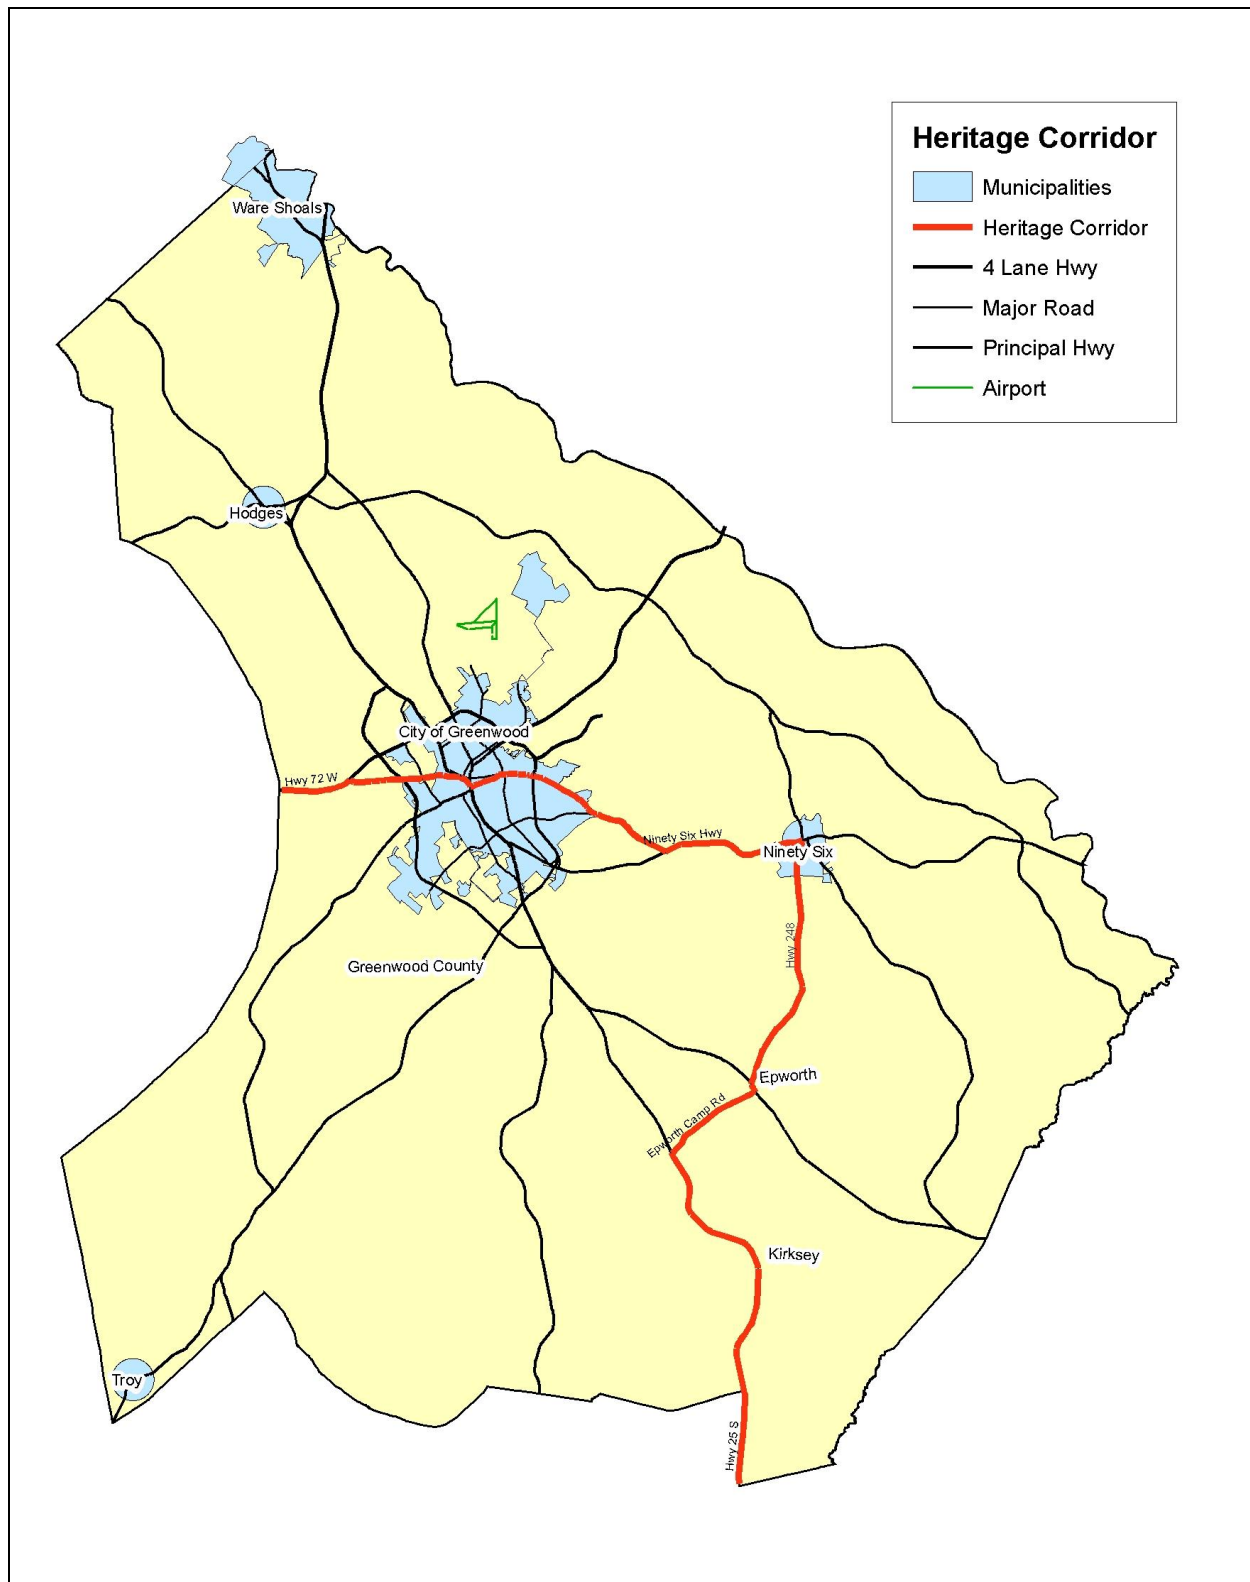 Heritage Corridor
Municipalities
Heritage Corridor
4 Lane Hwy
Major Road
Principal Hwy
Airport
Ware Shoals
Hodges
City of Greenwood
Hwy 72 W
Ninety Six Hwy
Ninety Six
Hwy 248
Greenwood County
Epworth
Epworth Camp Rd
Kirksey
Troy
Hwy 25 S